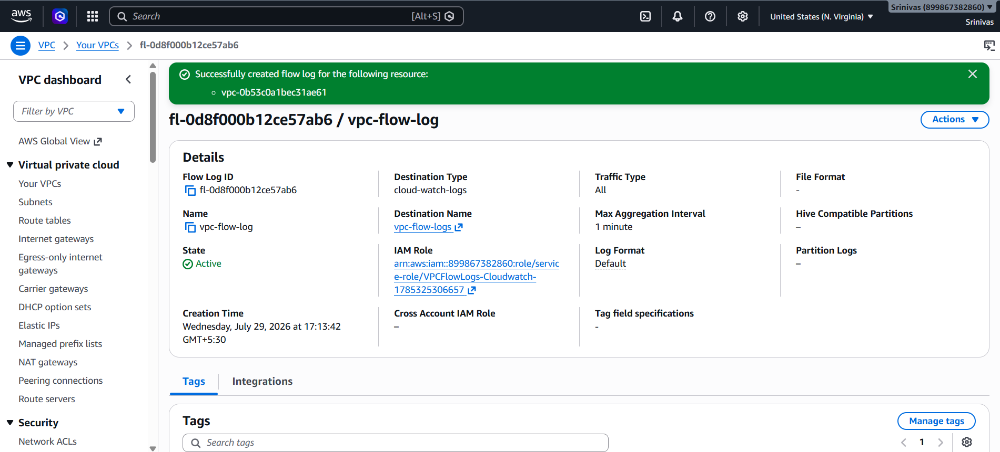 aws
Search
[Alt+S]
United States (N. Virginia)
Srinivas (899867382860)
Srinivas
VPC
Your VPCs
fl-0d8f000b12ce57ab6
VPC dashboard
Filter by VPC
AWS Global View
Virtual private cloud
Your VPCs
Subnets
Route tables
Internet gateways
Egress-only internet
gateways
Carrier gateways
DHCP option sets
Elastic IPs
Managed prefix lists
NAT gateways
Peering connections
Route servers
Security
Network ACLs
Successfully created flow log for the following resource:
vpc-0b53c0a1bec31ae61
fl-0d8f000b12ce57ab6 / vpc-flow-log
Actions
Details
Flow Log ID
fl-0d8f000b12ce57ab6
Destination Type
cloud-watch-logs
Traffic Type
All
File Format
-
Name
vpc-flow-log
Destination Name
vpc-flow-logs
Max Aggregation Interval
1 minute
Hive Compatible Partitions
–
State
Active
IAM Role
arn:aws:iam::899867382860:role/servic
e-role/VPCFlowLogs-Cloudwatch-
1785325306657
Log Format
Default
Partition Logs
–
Creation Time
Wednesday, July 29, 2026 at 17:13:42
GMT+5:30
Cross Account IAM Role
–
Tag field specifications
-
Tags
Integrations
Tags
Manage tags
Search tags
1